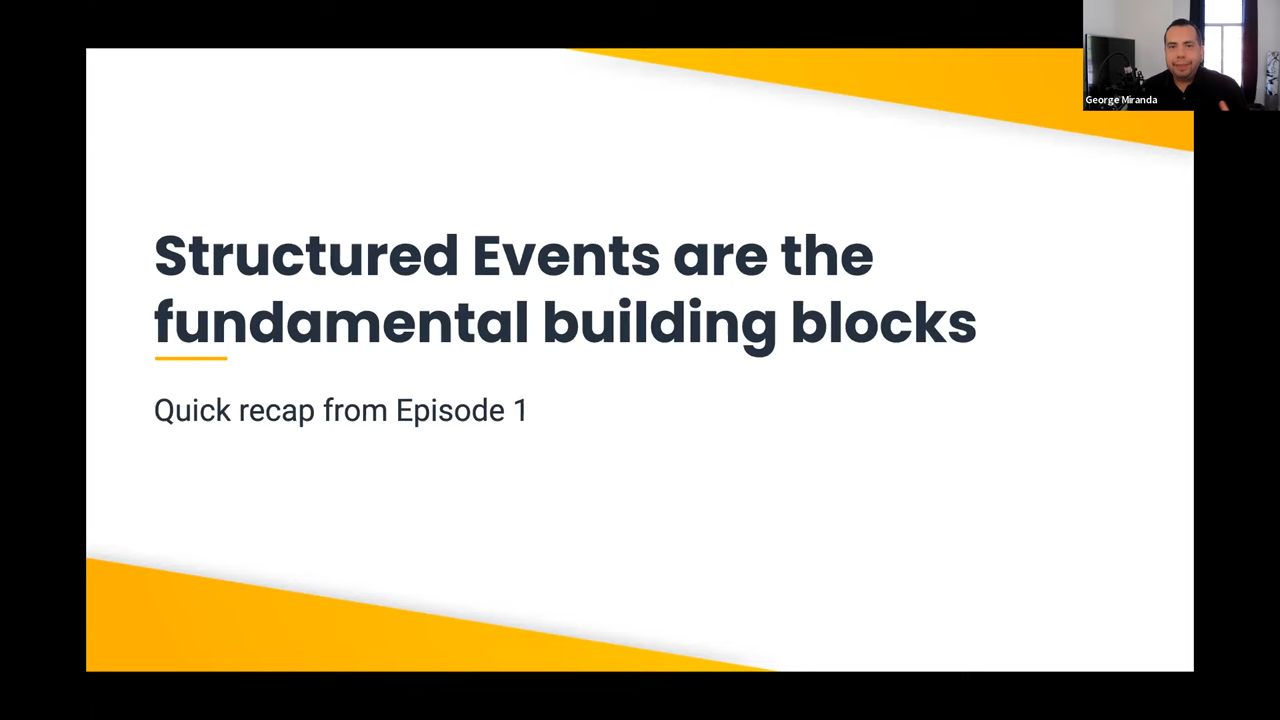 George Miranda
Structured Events are the
fundamental building blocks
Quick recap from Episode 1